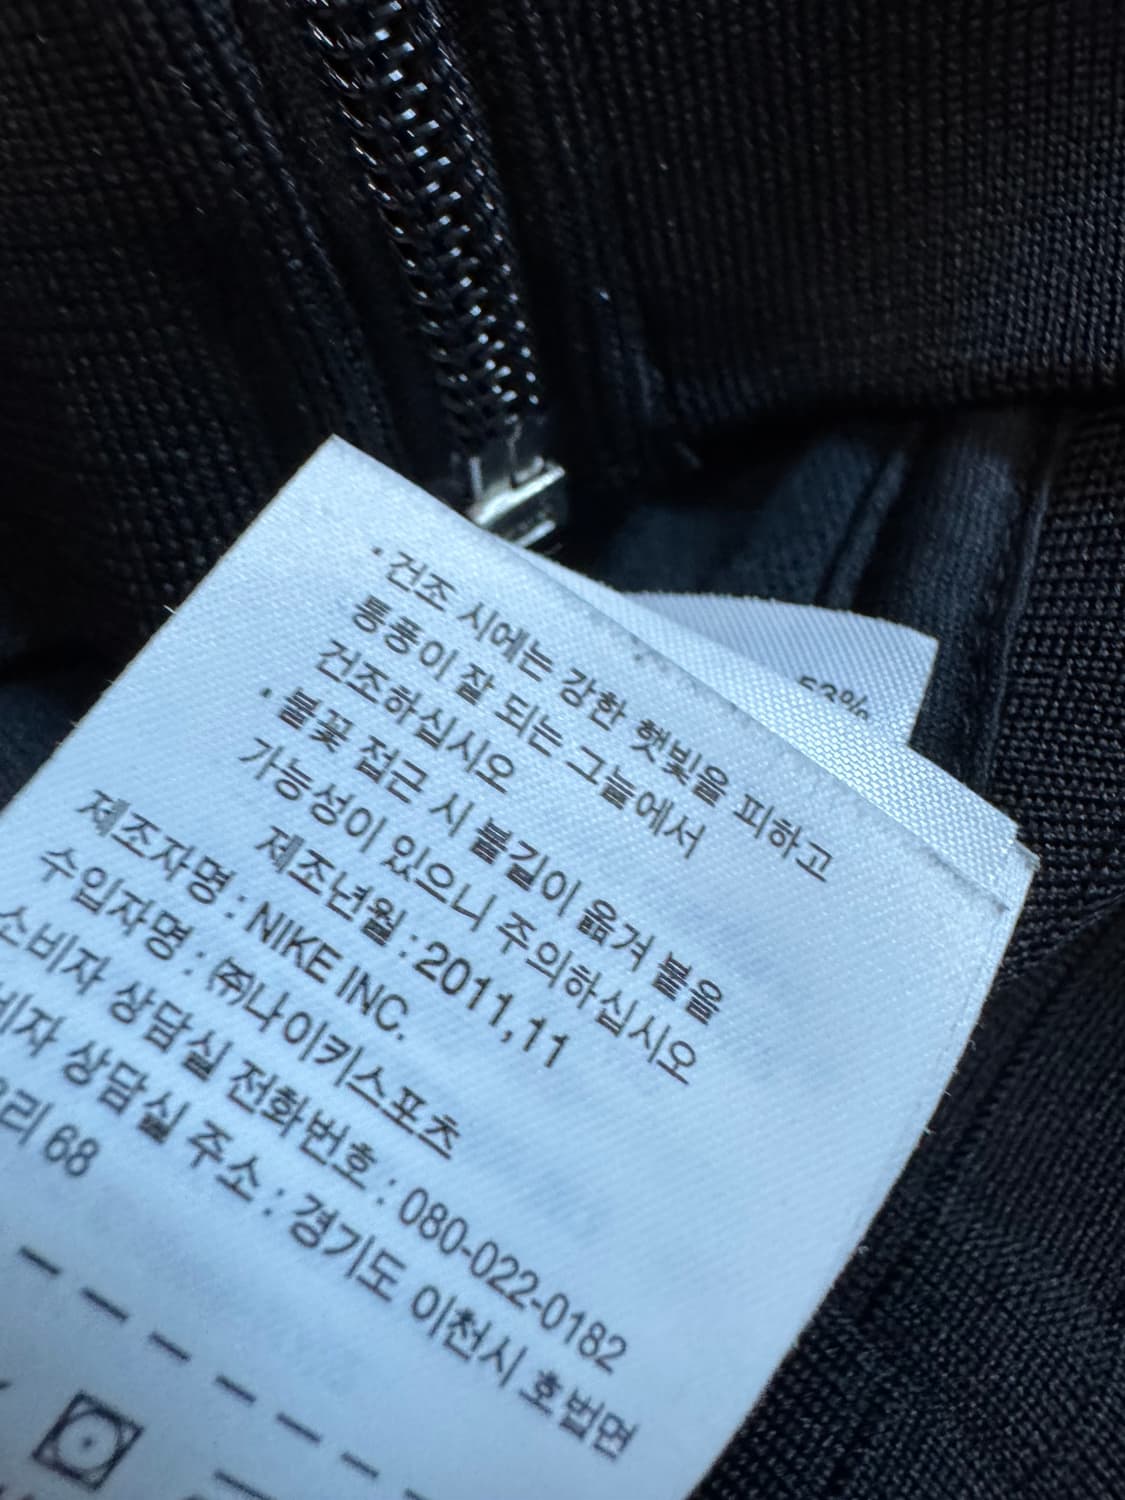 53%
· 건조 시에는 강한 햇빛을 피하고
통풍이 잘 되는 그늘에서
건조하십시오
· 불꽃 접근 시 불길이 옮겨 붙음
가능성이 있으니 주의하십시오
제조년월 : 2011,11
제조자명 : NIKE INC.
수입자명 : ㈜나이키스포츠
소비자 상담실 전화번호 : 080-022-0182
비자 상담실 주소 : 경기도 이천시 호법면
리 68